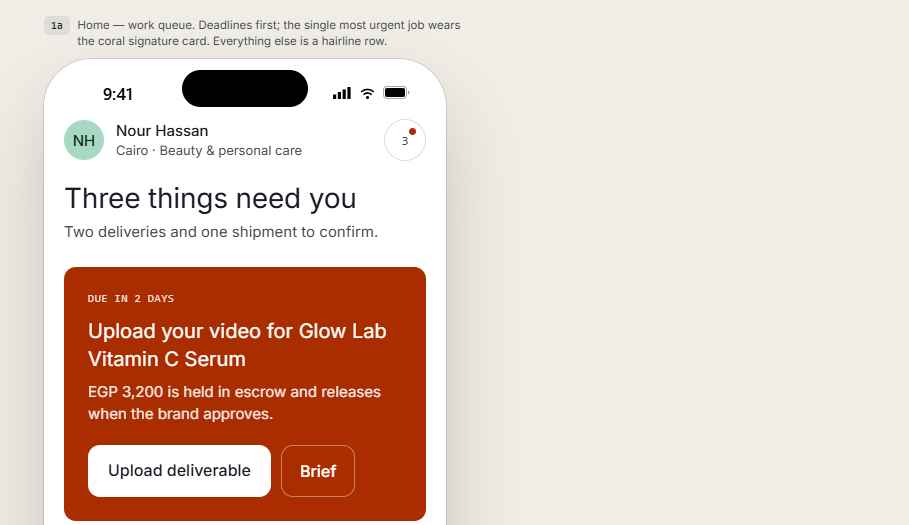 1a Home — work queue. Deadlines first; the single most urgent job wears
the coral signature card. Everything else is a hairline row.
9:41
NH Nour Hassan
Cairo · Beauty & personal care
3
Three things need you
Two deliveries and one shipment to confirm.
DUE IN 2 DAYS
Upload your video for Glow Lab
Vitamin C Serum
EGP 3,200 is held in escrow and releases
when the brand approves.
Upload deliverable Brief